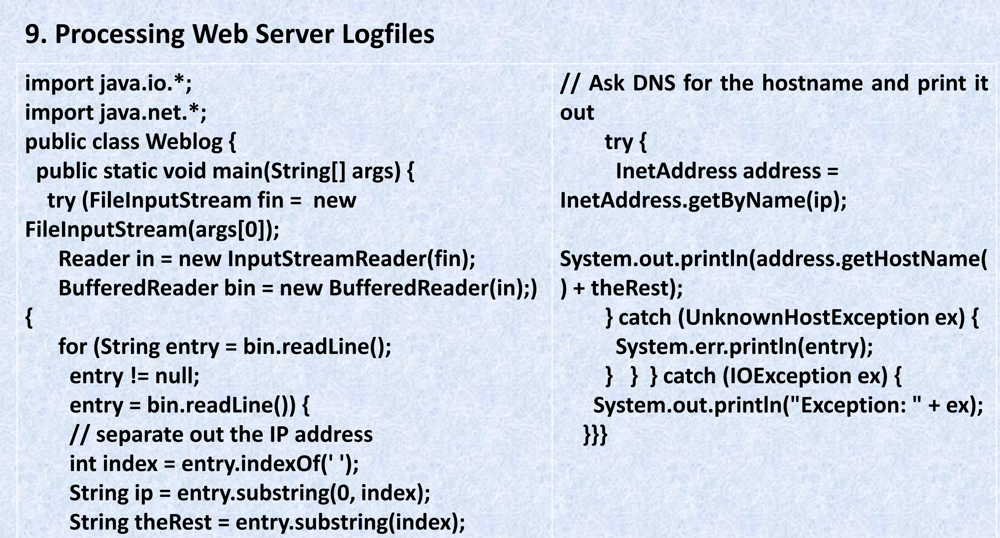 9. Processing Web Server Logfiles
import java.io.*;
import java.net.*;
public class Weblog {
public static void main(String[] args) {
try (FileInputStream fin =  new
FileInputStream(args[0]);
Reader in = new InputStreamReader(fin);
BufferedReader bin = new BufferedReader(in);)
{
for (String entry = bin.readLine();
entry != null;
entry = bin.readLine()) {
// separate out the IP address
int index = entry.indexOf(' ');
String ip = entry.substring(0, index);
String theRest = entry.substring(index);
// Ask DNS for the hostname and print it
out
try {
InetAddress address =
InetAddress.getByName(ip);
System.out.println(address.getHostName(
) + theRest);
} catch (UnknownHostException ex) {
System.err.println(entry);
}   }  } catch (IOException ex) {
System.out.println("Exception: " + ex);
}}}